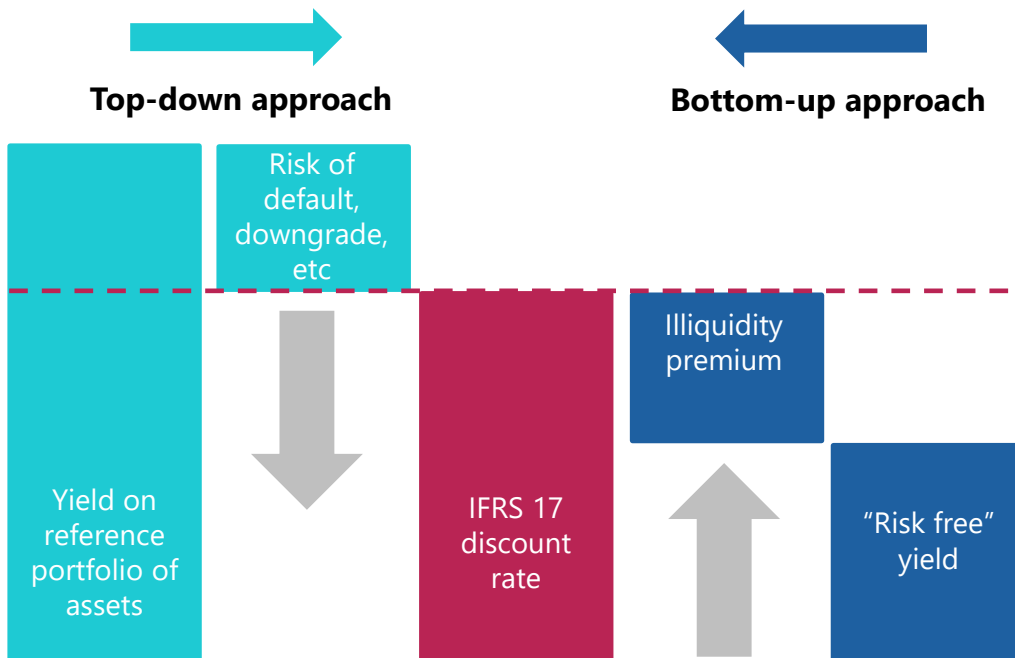 Top-down approach
Bottom-up approach
Risk of
default,
downgrade,
etc
Illiquidity
premium
Yield on
reference
portfolio of
assets
IFRS 17
discount
rate
“Risk free”
yield